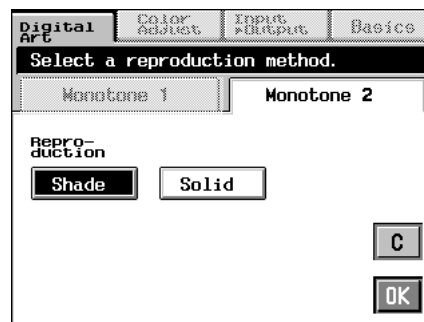 Digital Art
Color Adjust
Input ▸Output
Basics
Select a reproduction method.
Monotone 1
Monotone 2
Repro-
duction
Shade
Solid
C
OK